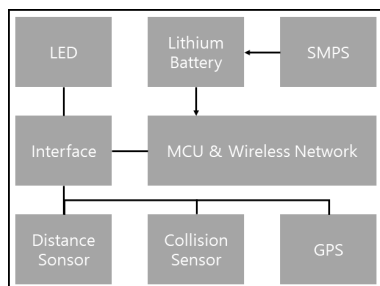 LED
Lithium
Battery
SMPS
Interface
MCU & Wireless Network
Distance
Sonsor
Collision
Sensor
GPS